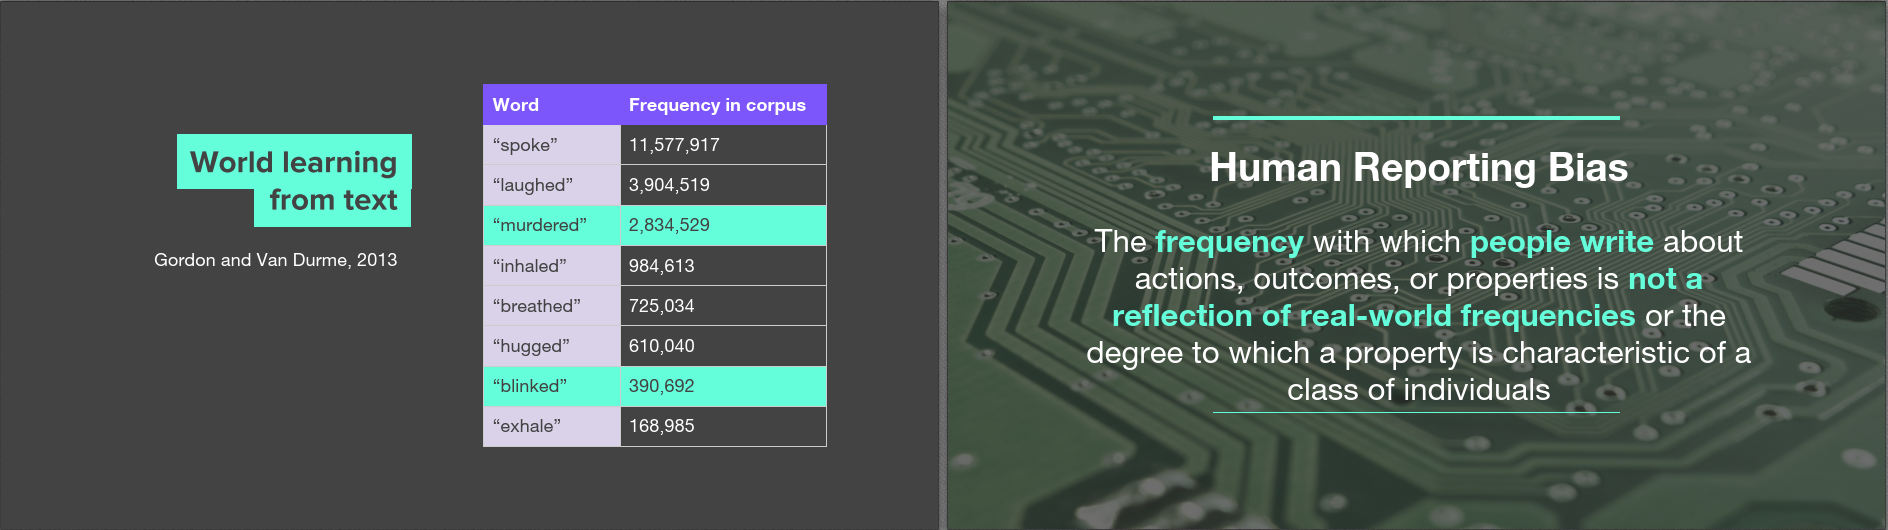 World learning
from text
Gordon and Van Durme, 2013
Word Frequency in corpus
“spoke” 11,577,917
“laughed” 3,904,519
“murdered” 2,834,529
“inhaled” 984,613
“breathed” 725,034
“hugged” 610,040
“blinked” 390,692
“exhale” 168,985
Human Reporting Bias
The frequency with which people write about
actions, outcomes, or properties is not a
reflection of real-world frequencies or the
degree to which a property is characteristic of a
class of individuals